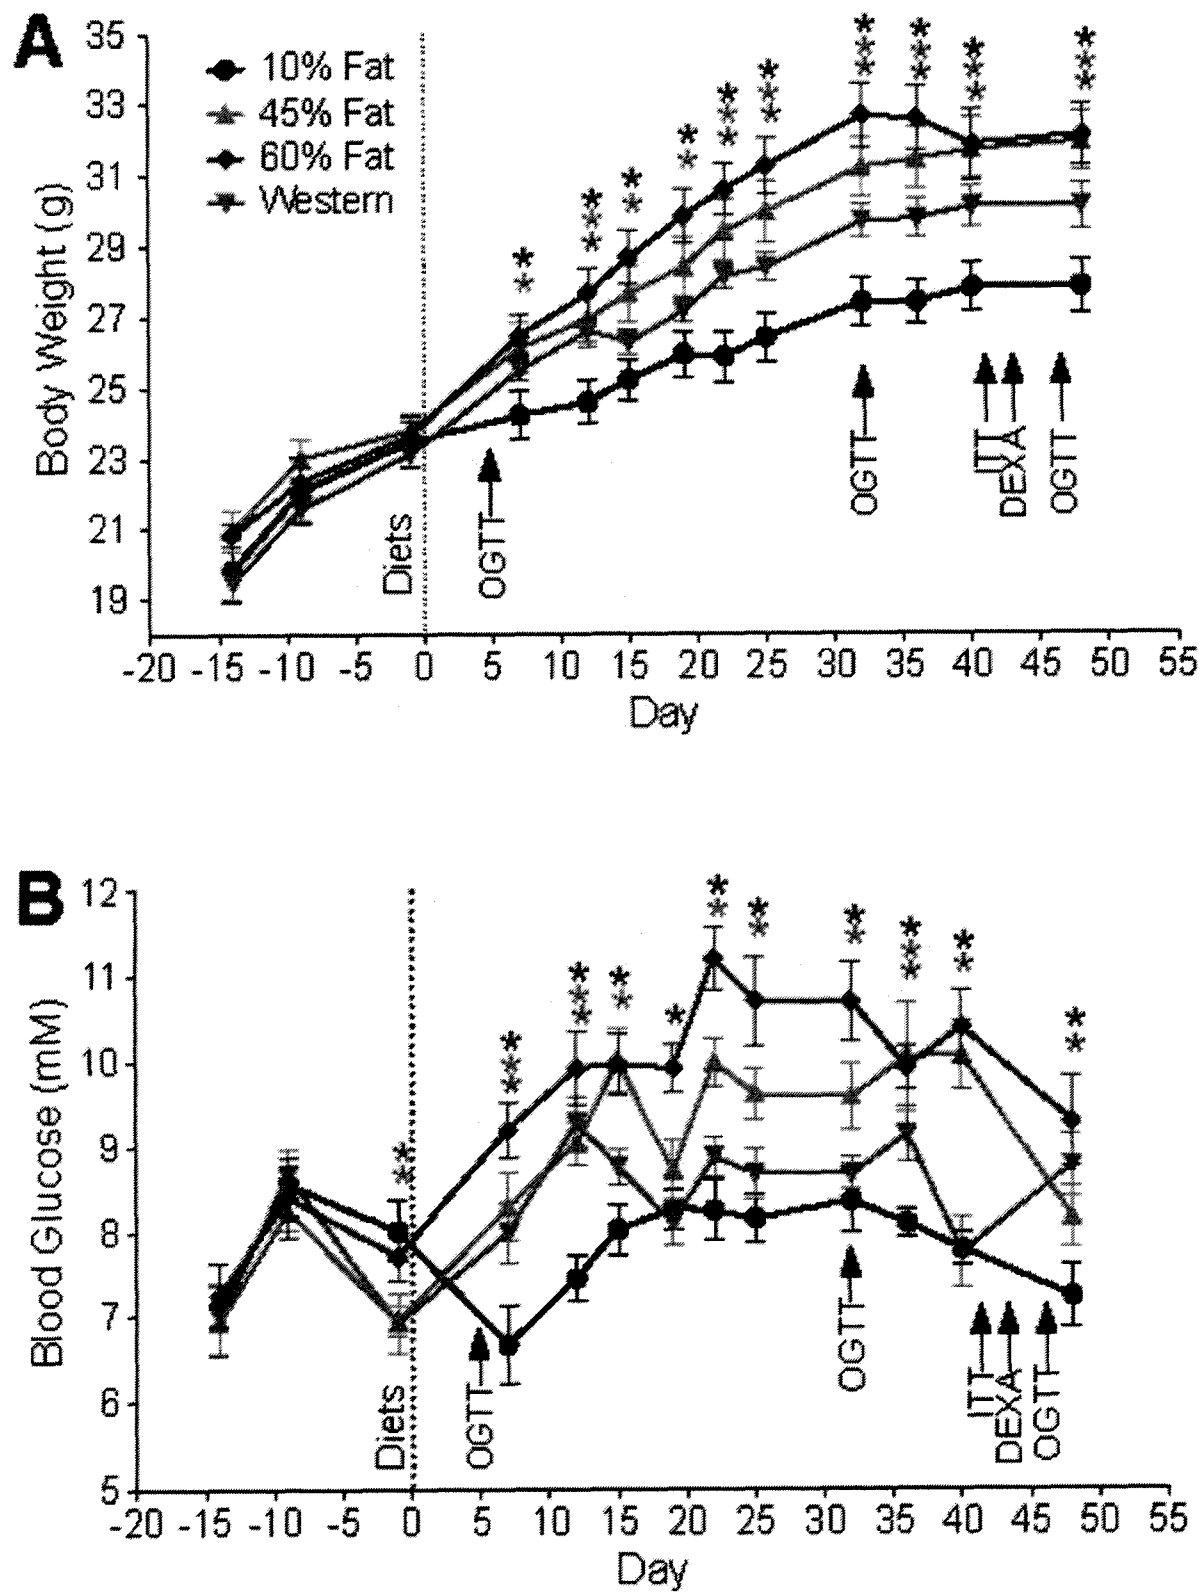 A
35
33
31
29
27
25
23
21
19
Body Weight (g)
10% Fat
45% Fat
60% Fat
Western
**
***
**
**
***
***
***
***
***
***
Diets
OGTT
OGTT
ITT
DEXA
OGTT
-20 -15 -10 -5 0 5 10 15 20 25 30 35 40 45 50 55
Day
B
12
11
10
9
8
7
6
5
Blood Glucose (mM)
**
***
***
**
*
**
**
**
***
**
**
Diets
OGTT
OGTT
ITT
DEXA
OGTT
-20 -15 -10 -5 0 5 10 15 20 25 30 35 40 45 50 55
Day